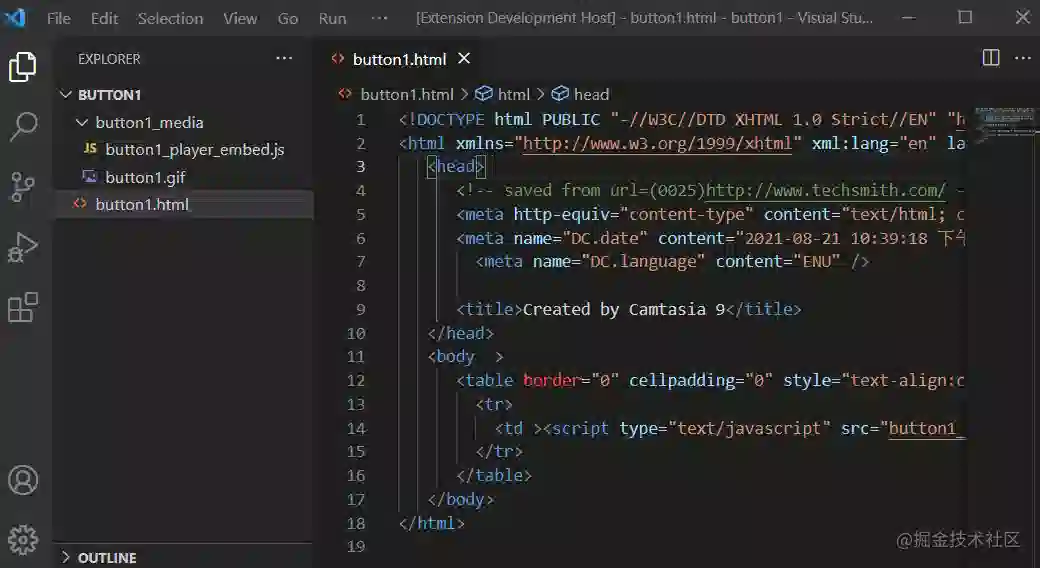 File Edit Selection View Go Run ··· [Extension Development Host] - button1.html - button1 - Visual Stu...
EXPLORER ···
BUTTON1
button1_media
JS button1_player_embed.js
button1.gif
button1.html
button1.html
button1.html > html > head
1 <!DOCTYPE html PUBLIC "-//W3C//DTD XHTML 1.0 Strict//EN" "h
2 <html xmlns="http://www.w3.org/1999/xhtml" xml:lang="en" la
3 <head>
4 <!-- saved from url=(0025)http://www.techsmith.com/ -
5 <meta http-equiv="content-type" content="text/html; c
6 <meta name="DC.date" content="2021-08-21 10:39:18 下午
7 <meta name="DC.language" content="ENU" />
8
9 <title>Created by Camtasia 9</title>
10 </head>
11 <body  >
12 <table border="0" cellpadding="0" style="text-align:c
13 <tr>
14 <td ><script type="text/javascript" src="button1_
15 </tr>
16 </table>
17 </body>
18 </html>
19
OUTLINE
@掘金技术社区